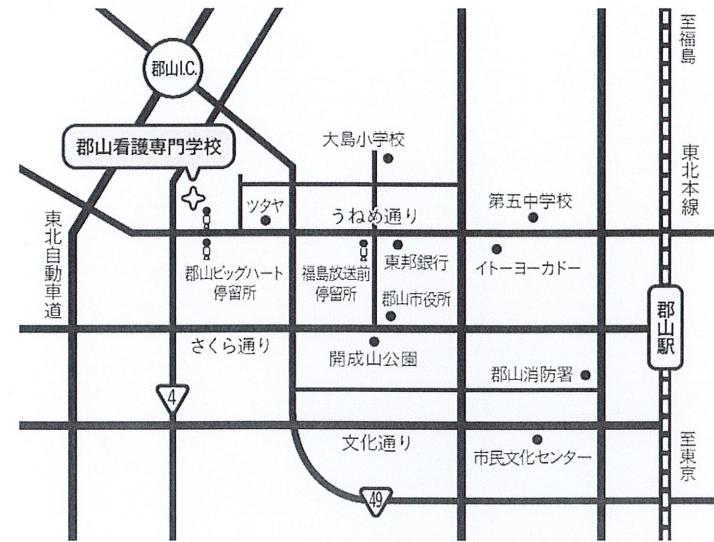 至福島
郡山I.C.
大島小学校
郡山看護専門学校
東北本線
ツタヤ
うねめ通り
第五中学校
東北自動車道
郡山ビッグハート
停留所
福島放送前
停留所
東邦銀行
イトーヨーカドー
郡山市役所
郡山駅
さくら通り
開成山公園
郡山消防署
4
文化通り
市民文化センター
至東京
49